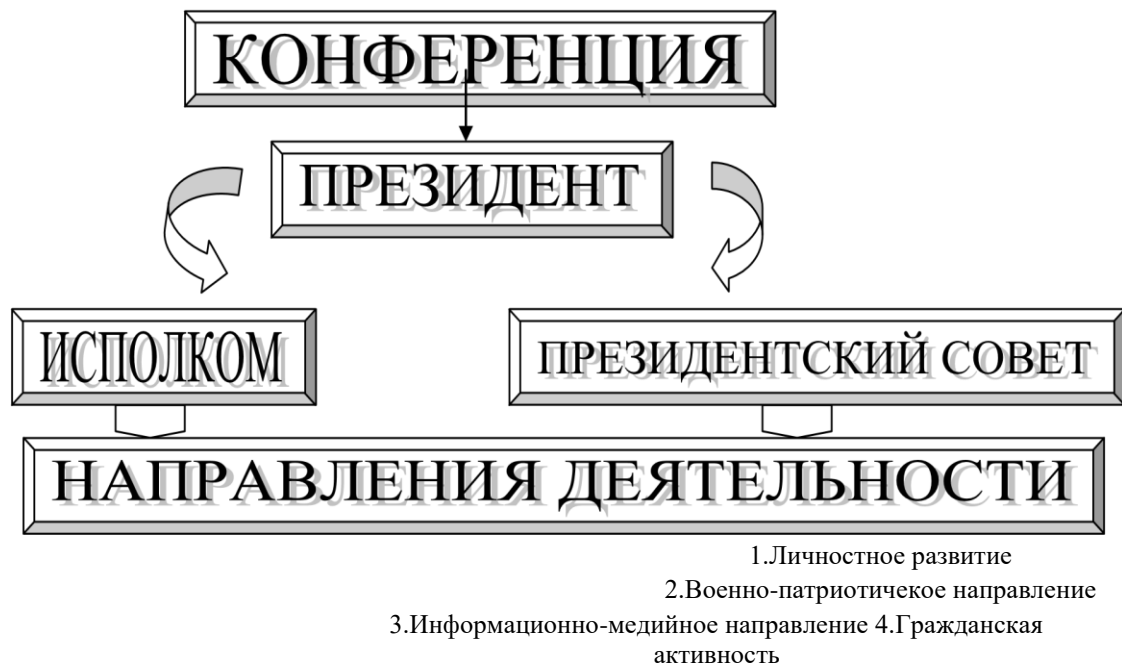 КОНФЕРЕНЦИЯ
ПРЕЗИДЕНТ
ИСПОЛКОМ
ПРЕЗИДЕНТСКИЙ СОВЕТ
НАПРАВЛЕНИЯ ДЕЯТЕЛЬНОСТИ
1.Личностное развитие
2.Военно-патриотичекое направление
3.Информационно-медийное направление 4.Гражданская
активность